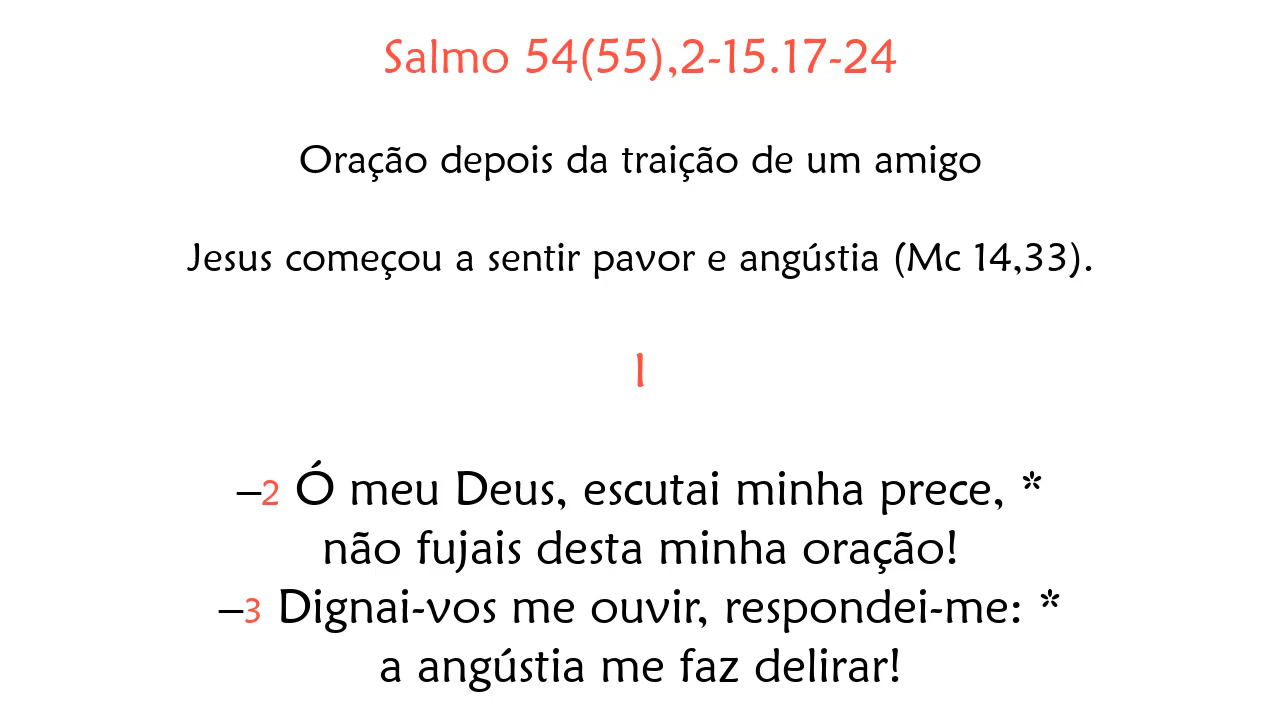 Salmo 54(55),2-15.17-24
Oração depois da traição de um amigo
Jesus começou a sentir pavor e angústia (Mc 14,33).
I
–2 Ó meu Deus, escutai minha prece, *
não fujais desta minha oração!
–3 Dignai-vos me ouvir, respondei-me: *
a angústia me faz delirar!